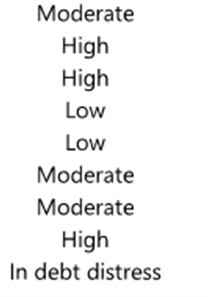 Moderate
High
High
Low
Low
Moderate
Moderate
High
In debt distress